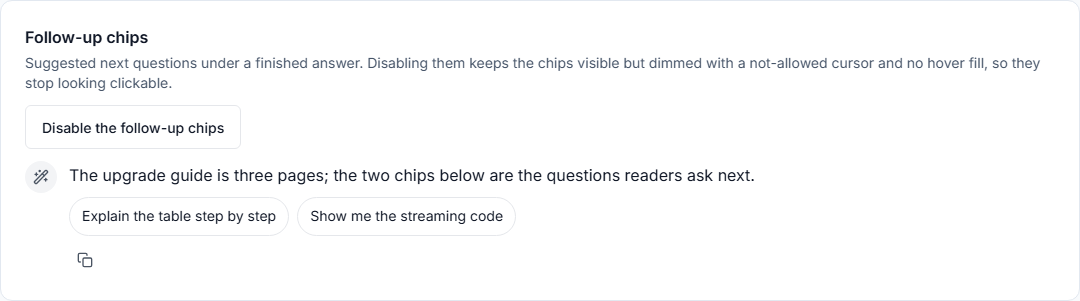 Follow-up chips
Suggested next questions under a finished answer. Disabling them keeps the chips visible but dimmed with a not-allowed cursor and no hover fill, so they
stop looking clickable.
Disable the follow-up chips
The upgrade guide is three pages; the two chips below are the questions readers ask next.
Explain the table step by step
Show me the streaming code